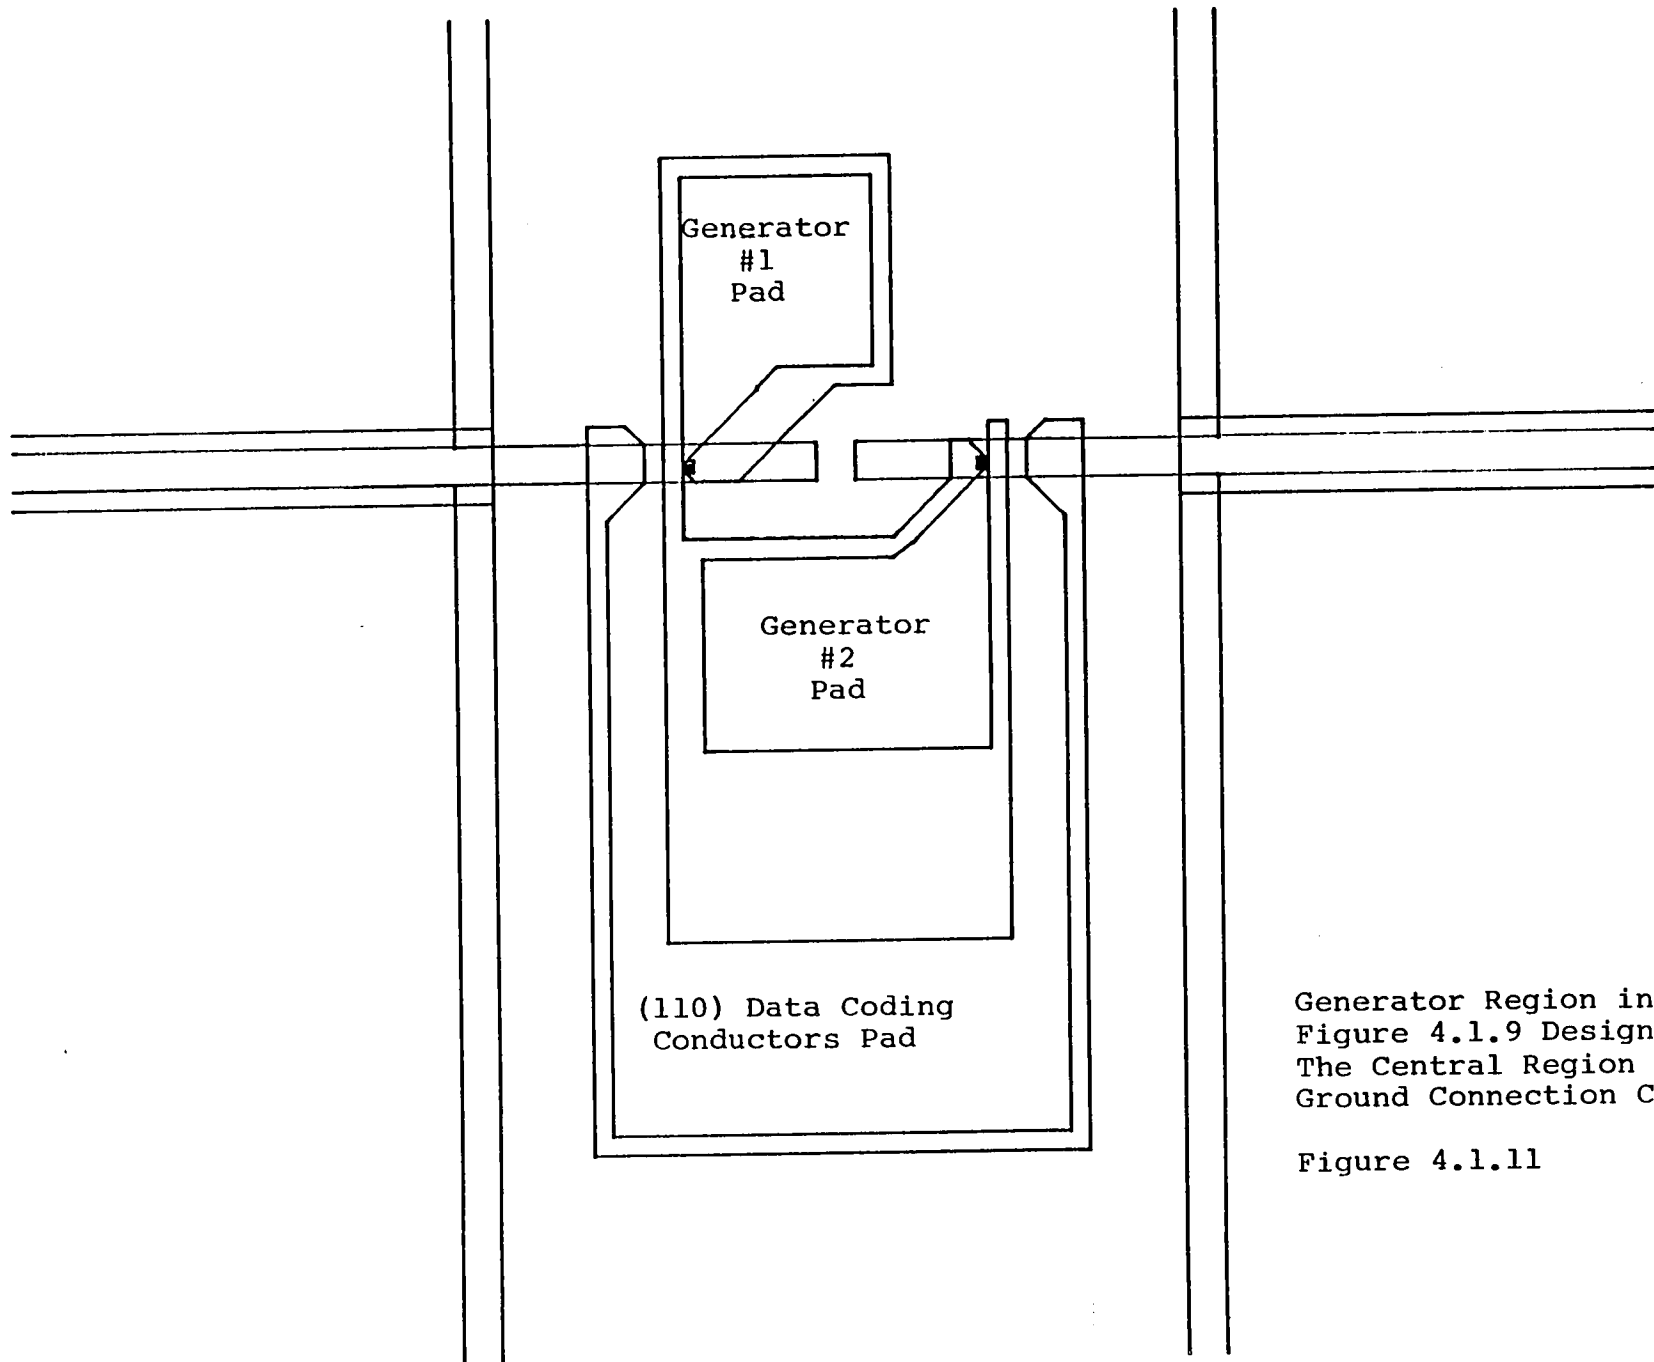 Generator
#1
Pad
Generator
#2
Pad
(110) Data Coding
Conductors Pad
Generator Region in
Figure 4.1.9 Design
The Central Region
Ground Connection C
Figure 4.1.11